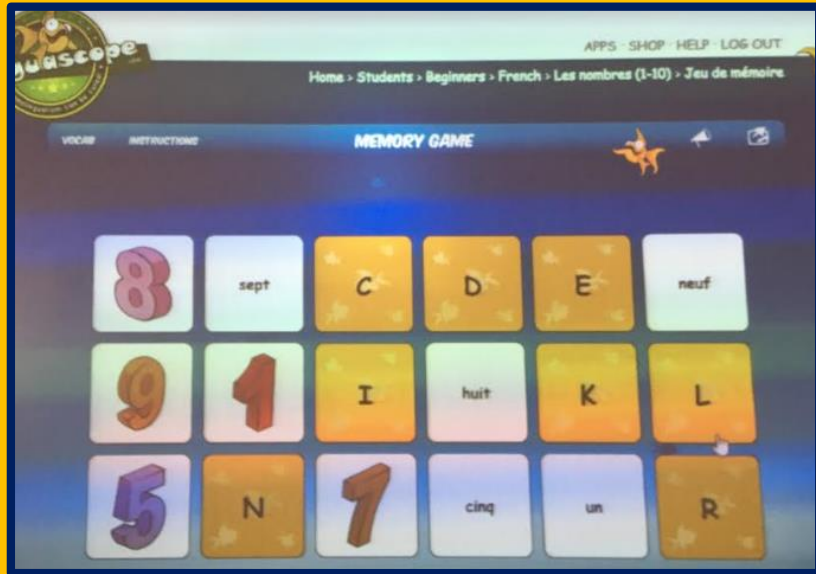 APPS · SHOP · HELP · LOG OUT
Home > Students > Beginners > French > Les nombres (1-10) > Jeu de mémoire
VOCAB INSTRUCTIONS MEMORY GAME
8 sept C D E neuf
9 1 I huit K L
5 N 7 cinq un R